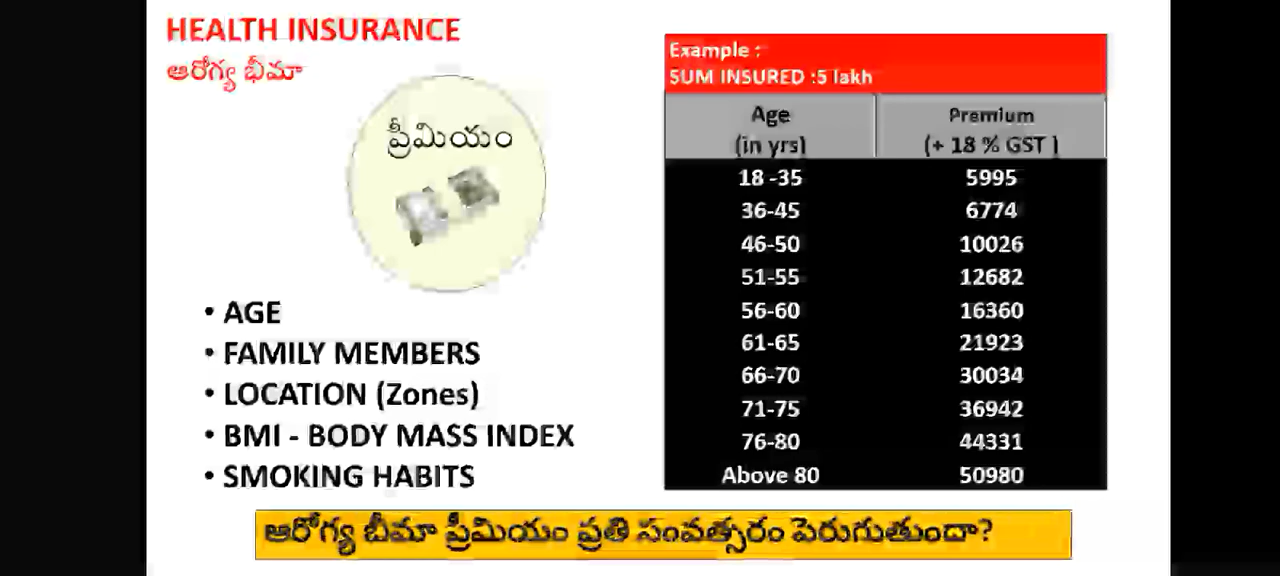 HEALTH INSURANCE
ఆరోగ్య భీమా
ప్రీమియం
• AGE
• FAMILY MEMBERS
• LOCATION (Zones)
• BMI - BODY MASS INDEX
• SMOKING HABITS
Example :
SUM INSURED :5 lakh
Age Premium
(in yrs) (+ 18 % GST )
18 -35 5995
36-45 6774
46-50 10026
51-55 12682
56-60 16360
61-65 21923
66-70 30034
71-75 36942
76-80 44331
Above 80 50980
ఆరోగ్య బీమా ప్రీమియం ప్రతి సంవత్సరం పెరుగుతుందా?